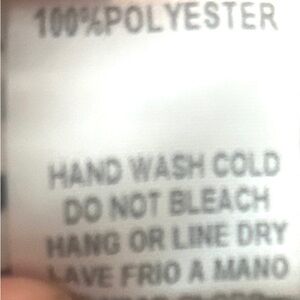 100% POLYESTER
HAND WASH COLD
DO NOT BLEACH
HANG OR LINE DRY
LAVE FRIO A MANO